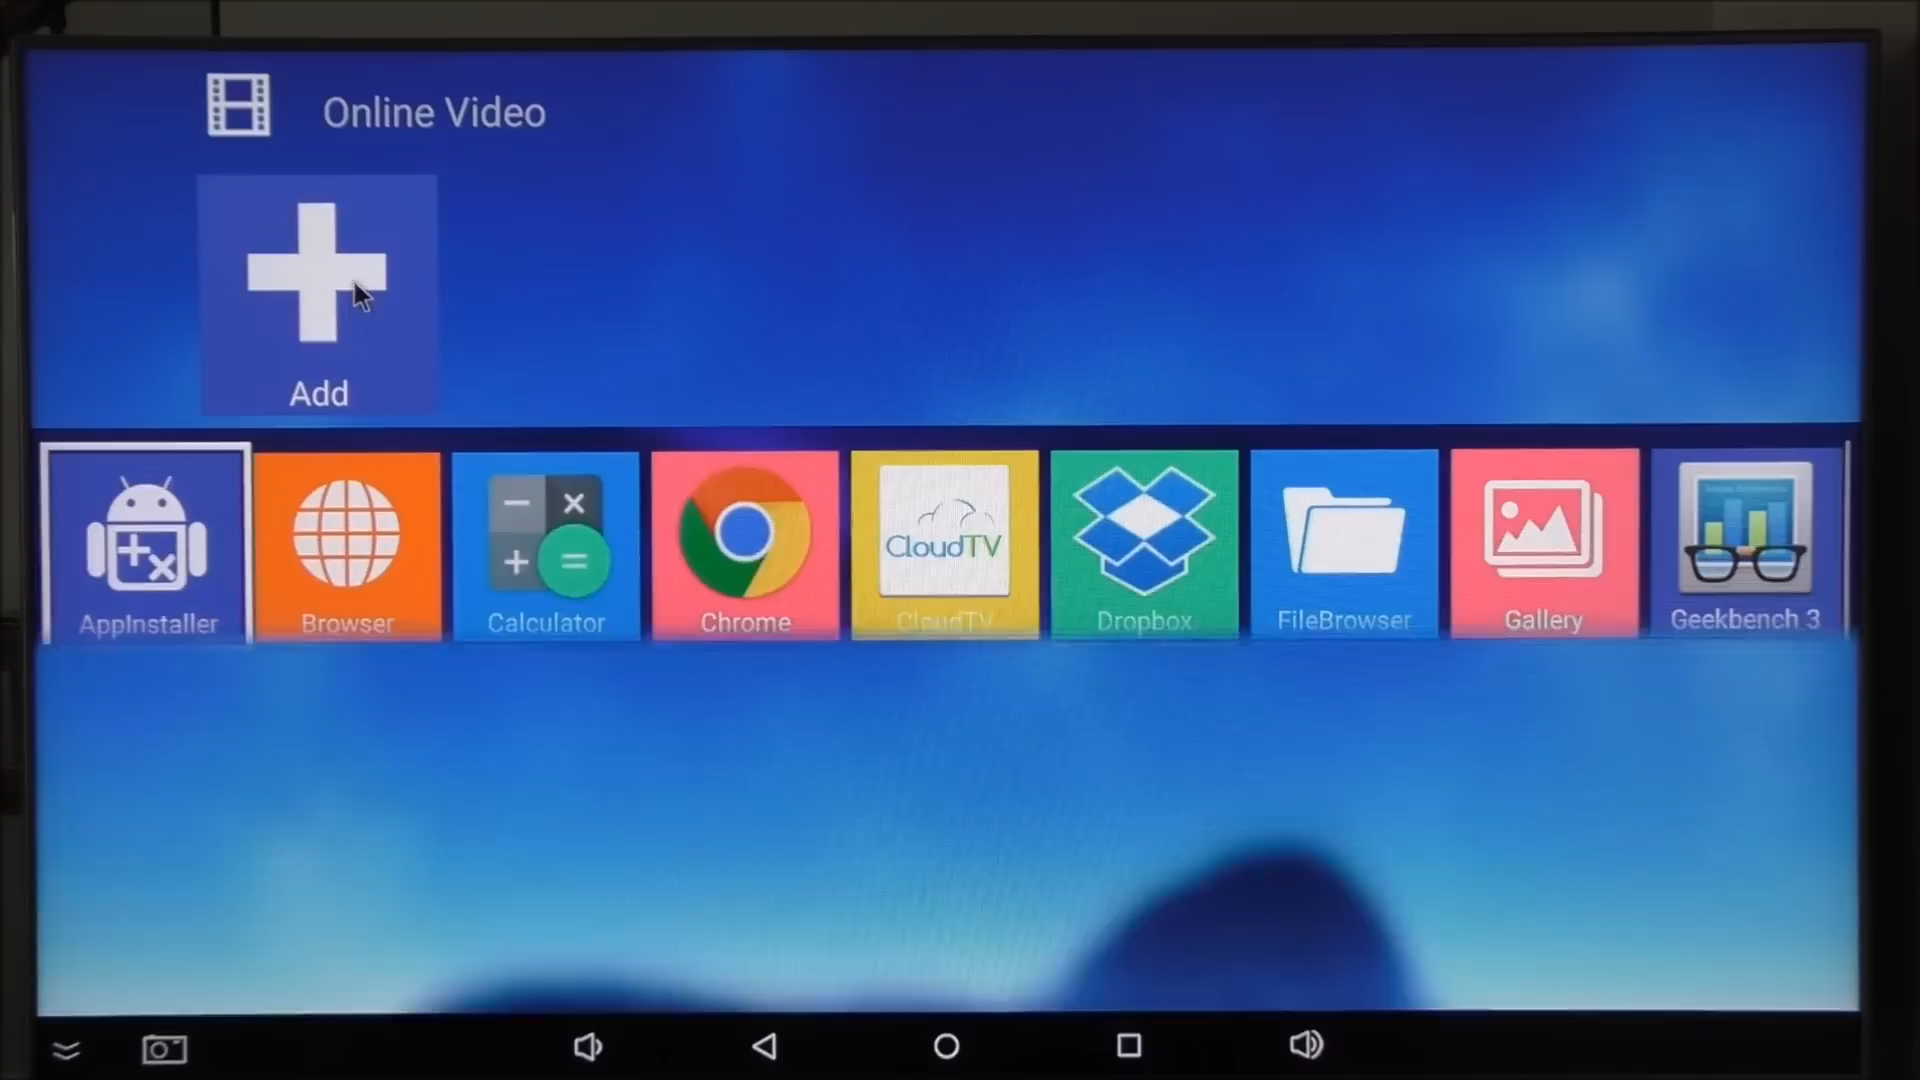 Online Video
Add
CloudTV
AppInstaller
Browser
Calculator
Chrome
CloudTV
Dropbox
FileBrowser
Gallery
Geekbench 3